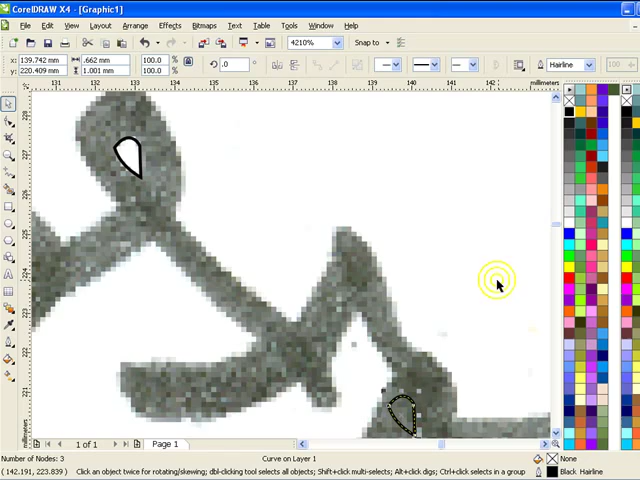 CorelDRAW X4 - [Graphic1]
File Edit View Layout Arrange Effects Bitmaps Text Table Tools Window Help
4210% Snap to
x: 139.742 mm .662 mm 100.0 % .0 Hairline 100
y: 220.409 mm 1.001 mm 100.0 %
131 133 135 136 137 138 139 140 141 142 millimeters
227
226
225
224
223
222
221
millimeters
1 of 1 Page 1
Number of Nodes: 3 Curve on Layer 1 None
(142.191, 223.839) Click an object twice for rotating/skewing; dbl-clicking tool selects all objects; Shift+click multi-selects; Alt+click digs; Ctrl+click selects in a group Black Hairline